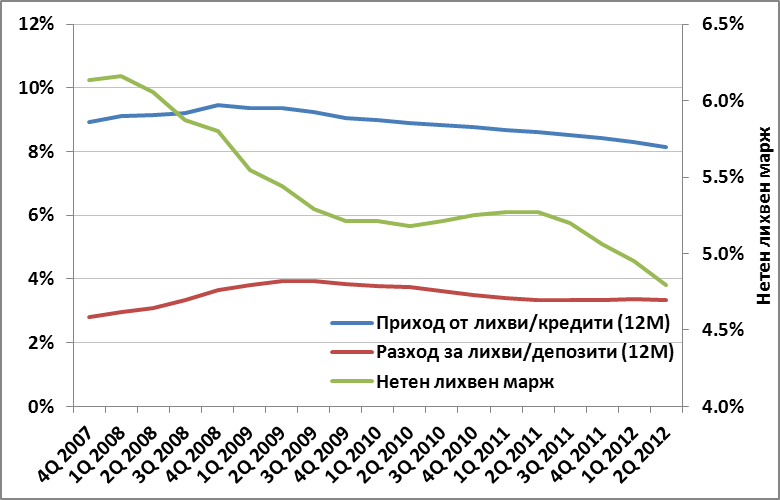 12%
10%
8%
6%
4%
2%
0%
6.5%
6.0%
5.5%
5.0%
4.5%
4.0%
Нетен лихвен марж
Приход от лихви/кредити (12М)
Разход за лихви/депозити (12М)
Нетен лихвен марж
4Q 2007
1Q 2008
2Q 2008
3Q 2008
4Q 2008
1Q 2009
2Q 2009
3Q 2009
4Q 2009
1Q 2010
2Q 2010
3Q 2010
4Q 2010
1Q 2011
2Q 2011
3Q 2011
4Q 2011
1Q 2012
2Q 2012